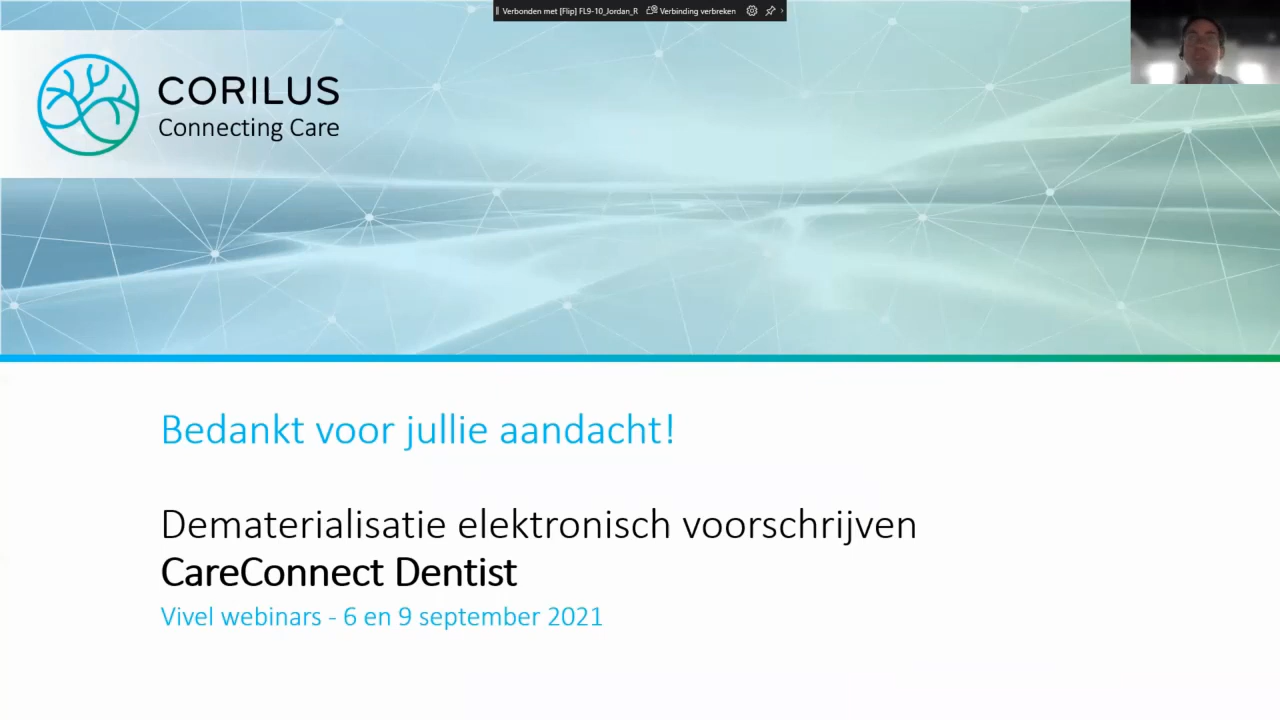 Verbonden met [Flip] FL9-10_Jordan_R Verbinding verbreken
CORILUS
Connecting Care
Bedankt voor jullie aandacht!
Dematerialisatie elektronisch voorschrijven
CareConnect Dentist
Vivel webinars - 6 en 9 september 2021